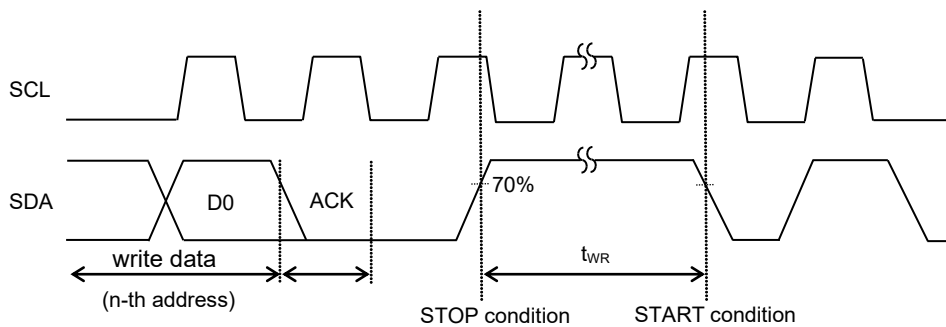 SCL
SDA
D0
ACK
70%
write data
(n-th address)
tWR
STOP condition
START condition